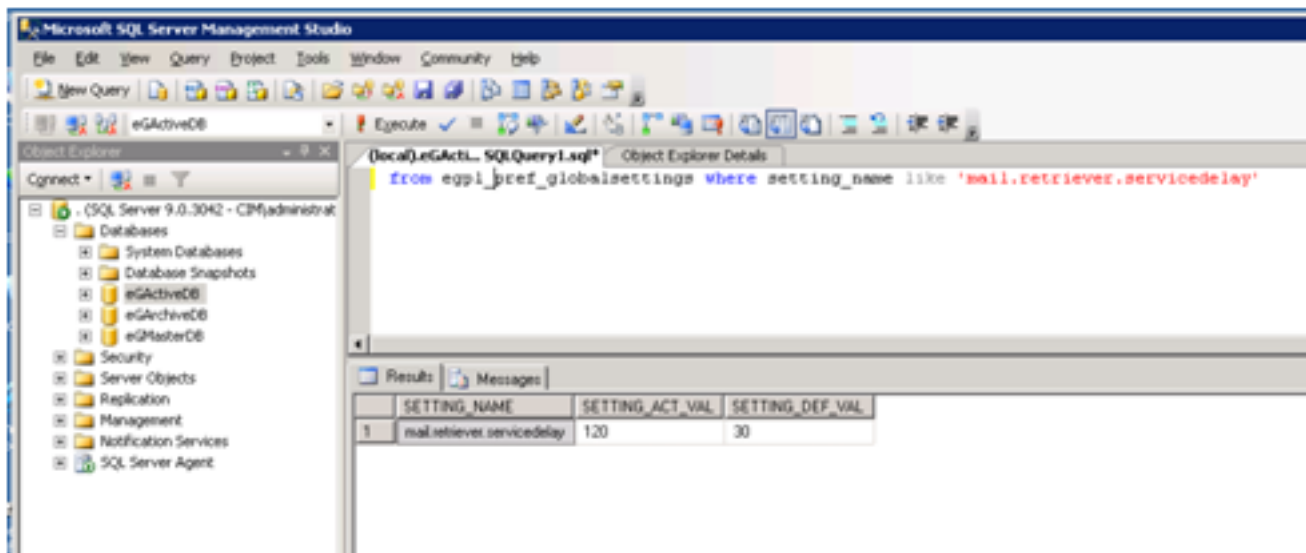 Microsoft SQL Server Management Studio
File Edit View Query Project Tools Window Community Help
New Query
eGActiveDB Execute
Object Explorer
(local).eGActi... SQLQuery1.sql* Object Explorer Details
Connect
from egpl_pref_globalsettings where setting_name like 'mail.retriever.servicedelay'
. (SQL Server 9.0.3042 - CIM\administrat
Databases
System Databases
Database Snapshots
eGActiveDB
eGArchiveDB
eGMasterDB
Security
Server Objects
Replication
Management
Notification Services
SQL Server Agent
Results Messages
SETTING_NAME SETTING_ACT_VAL SETTING_DEF_VAL
1 mail.retriever.servicedelay 120 30